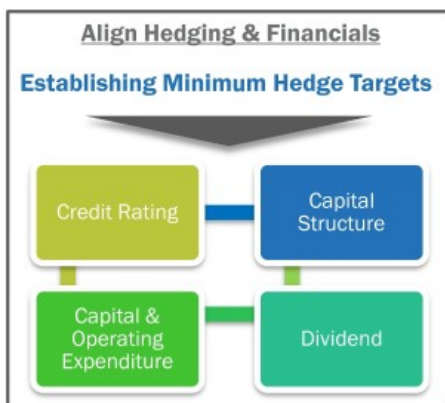 Align Hedging & Financials
Establishing Minimum Hedge Targets
Credit Rating
Capital
Structure
Capital &
Operating
Expenditure
Dividend